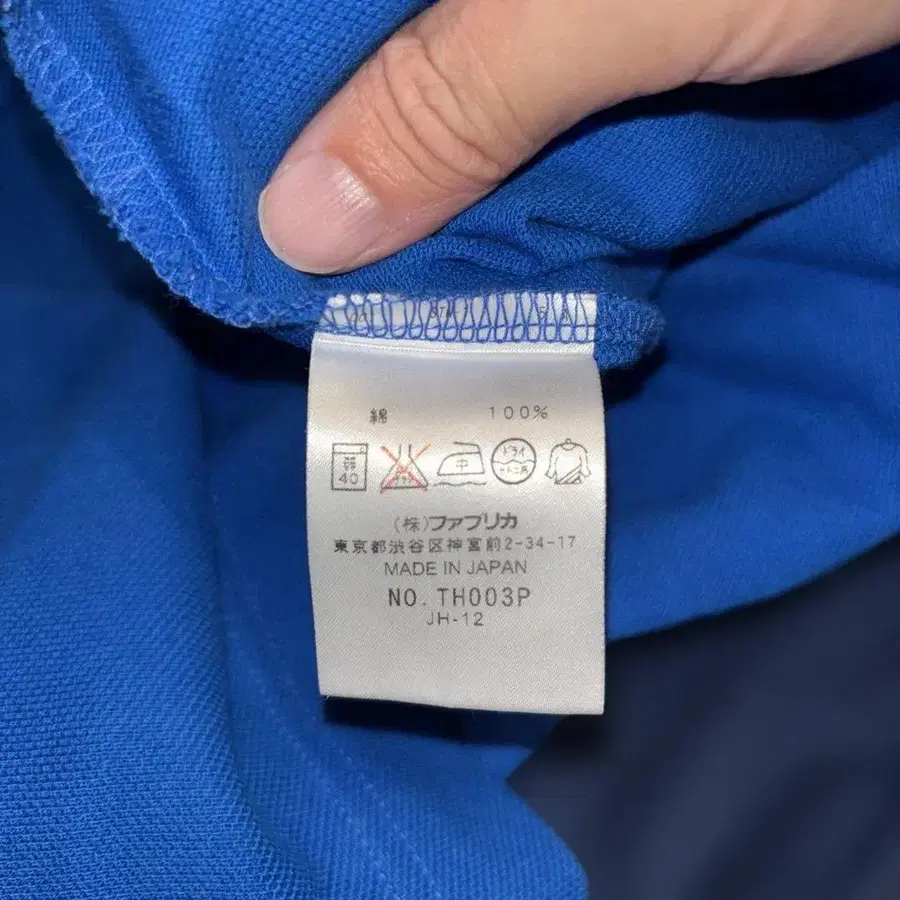 綿 100%
弱 40 中 ドライ
(株)ファブリカ
東京都渋谷区神宮前2-34-17
MADE IN JAPAN
NO. TH003P
JH-12